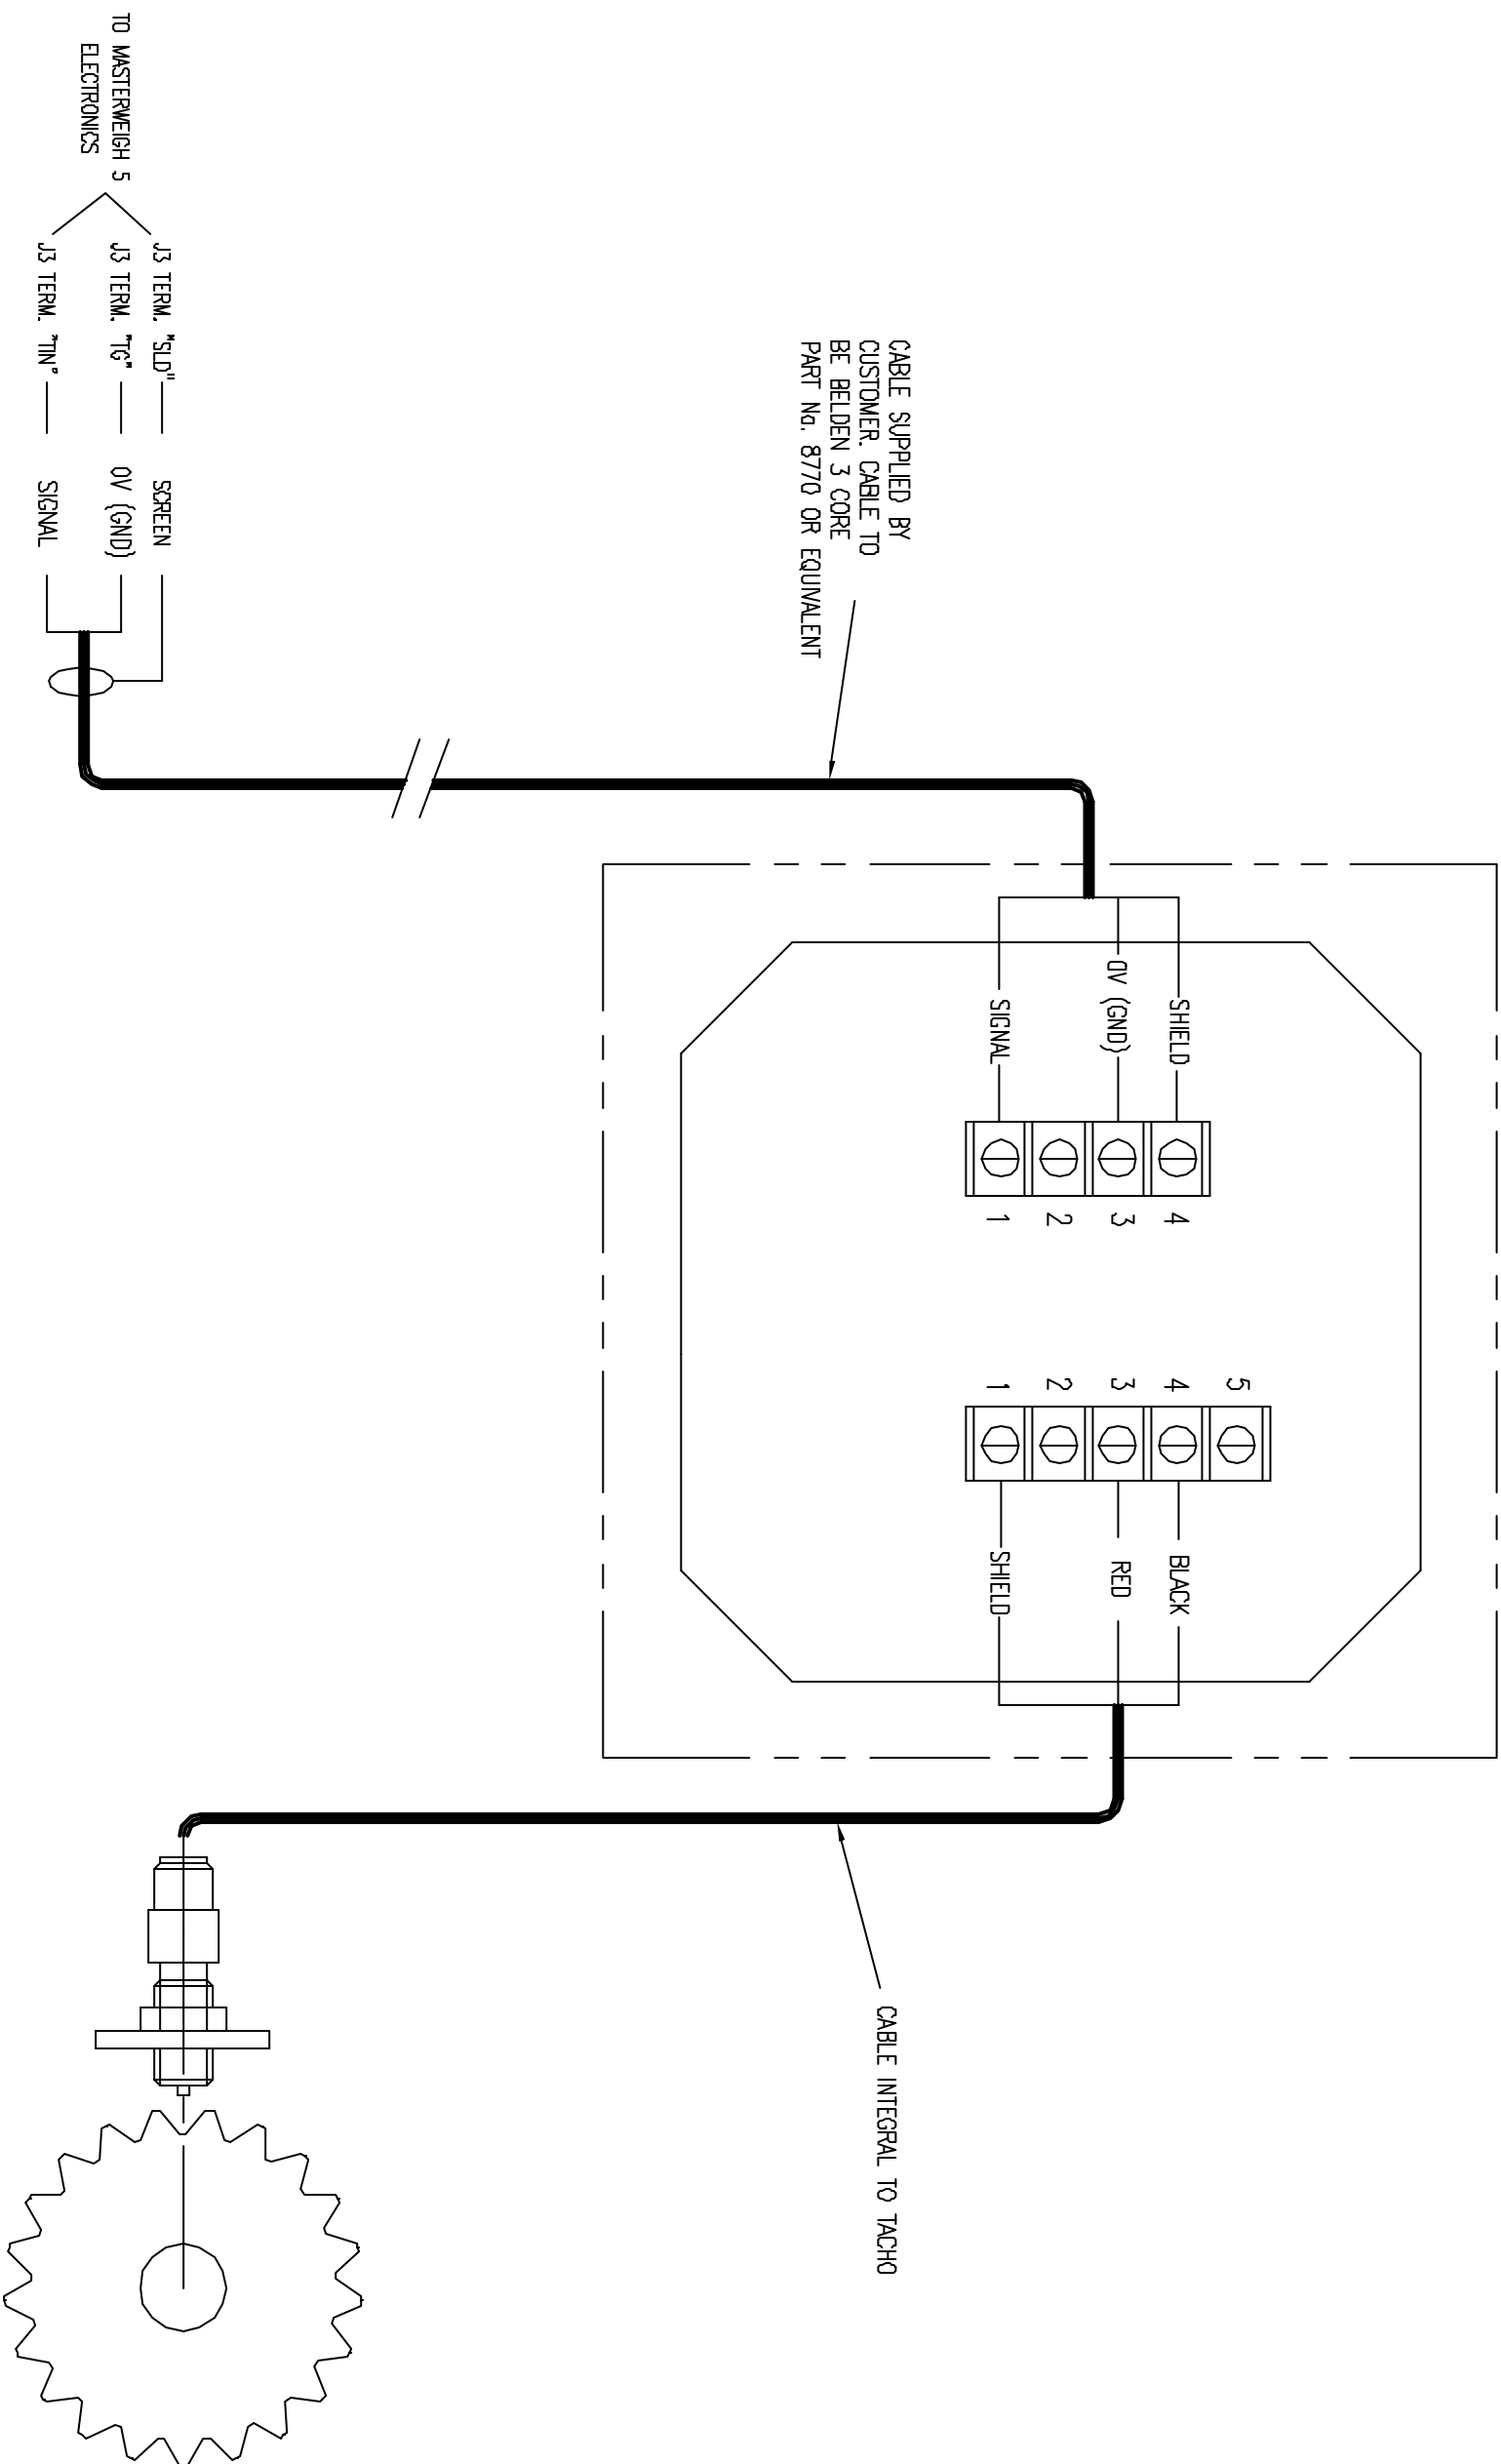 TO MASTERWEIGH 5
ELECTRONICS
J3 TERM. "SLD"
SCREEN
J3 TERM. "TG"
0V (GND)
J3 TERM. "TIN"
SIGNAL
CABLE SUPPLIED BY
CUSTOMER. CABLE TO
BE BELDEN 3 CORE
PART No. 8770 OR EQUIVALENT
SHIELD
0V (GND)
SIGNAL
4
3
2
1
5
4
3
2
1
BLACK
RED
SHIELD
CABLE INTEGRAL TO TACHO